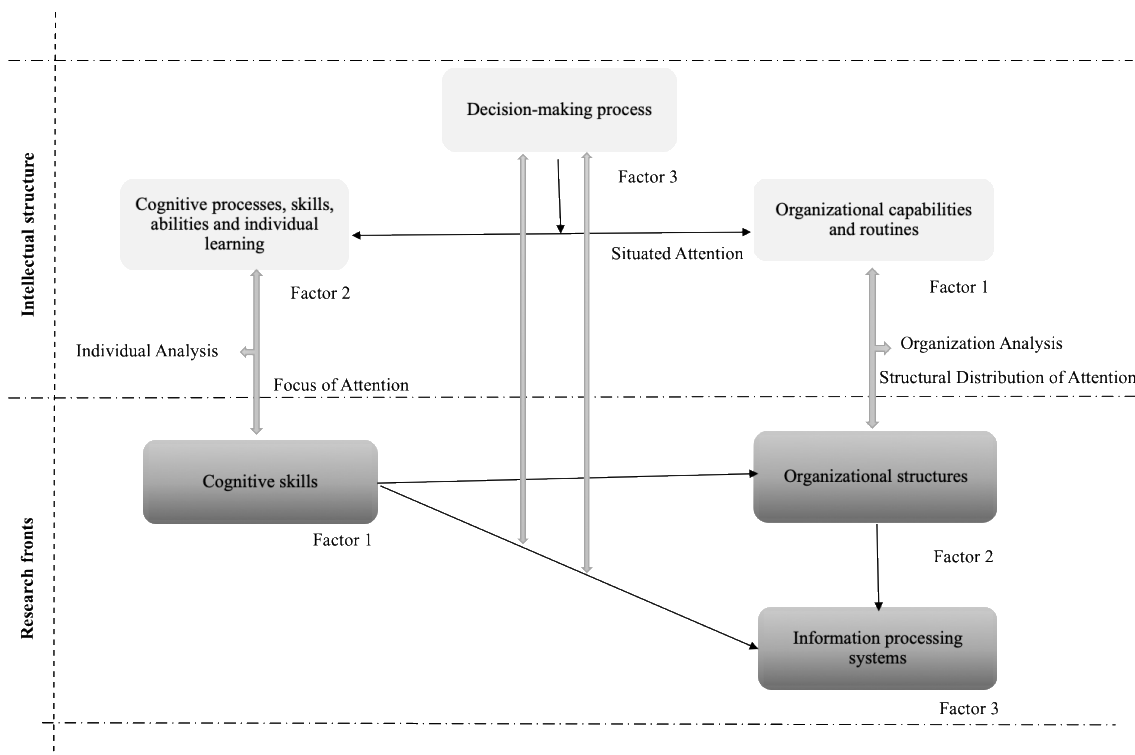 Intellectual structure
Decision-making process
Factor 3
Cognitive processes, skills,
abilities and individual
learning
Organizational capabilities
and routines
Situated Attention
Factor 2
Factor 1
Individual Analysis
Organization Analysis
Focus of Attention
Structural Distribution of Attention
Research fronts
Cognitive skills
Organizational structures
Factor 1
Factor 2
Information processing
systems
Factor 3